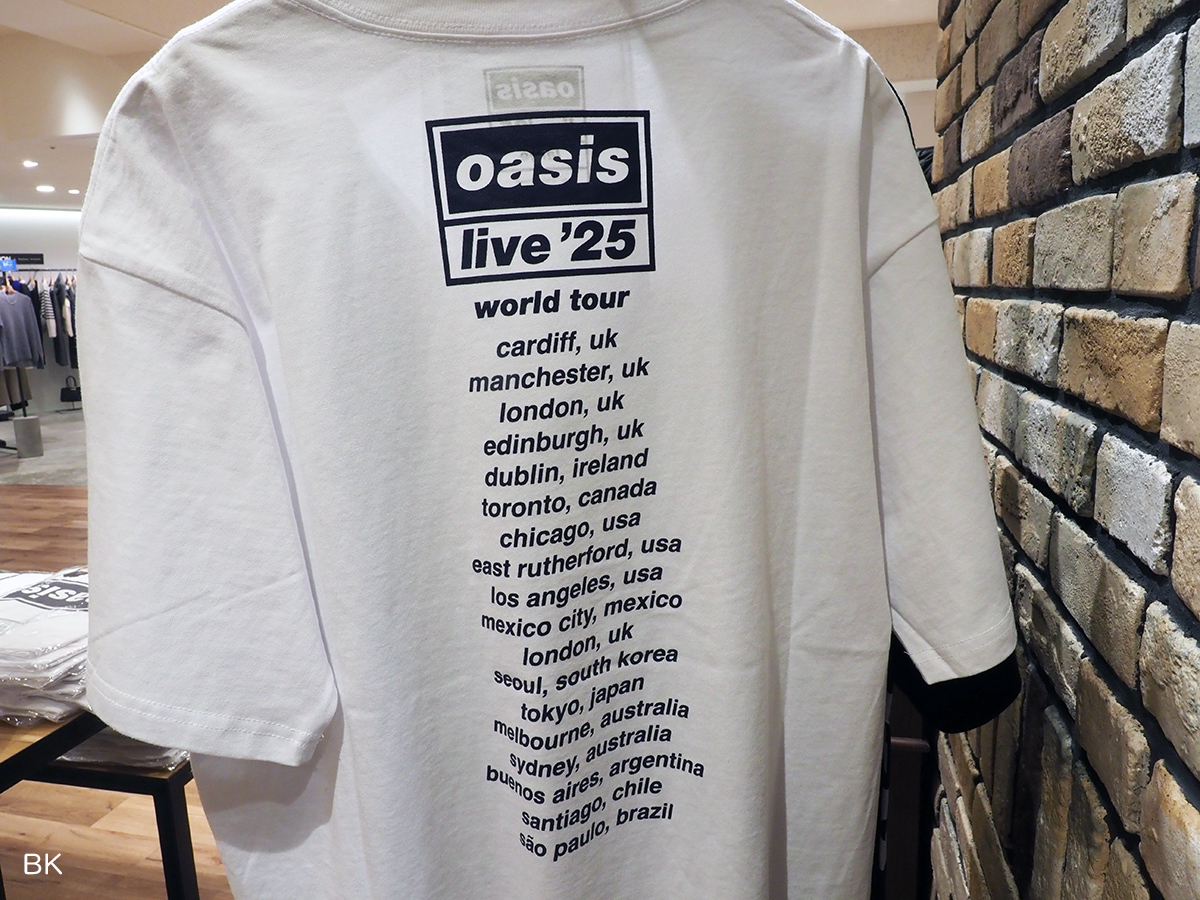 oasis
oasis
live '25
world tour
cardiff, uk
manchester, uk
london, uk
edinburgh, uk
dublin, ireland
toronto, canada
chicago, usa
east rutherford, usa
los angeles, usa
mexico city, mexico
london, uk
seoul, south korea
tokyo, japan
melbourne, australia
sydney, australia
buenos aires, argentina
santiago, chile
são paulo, brazil
oasis
BK